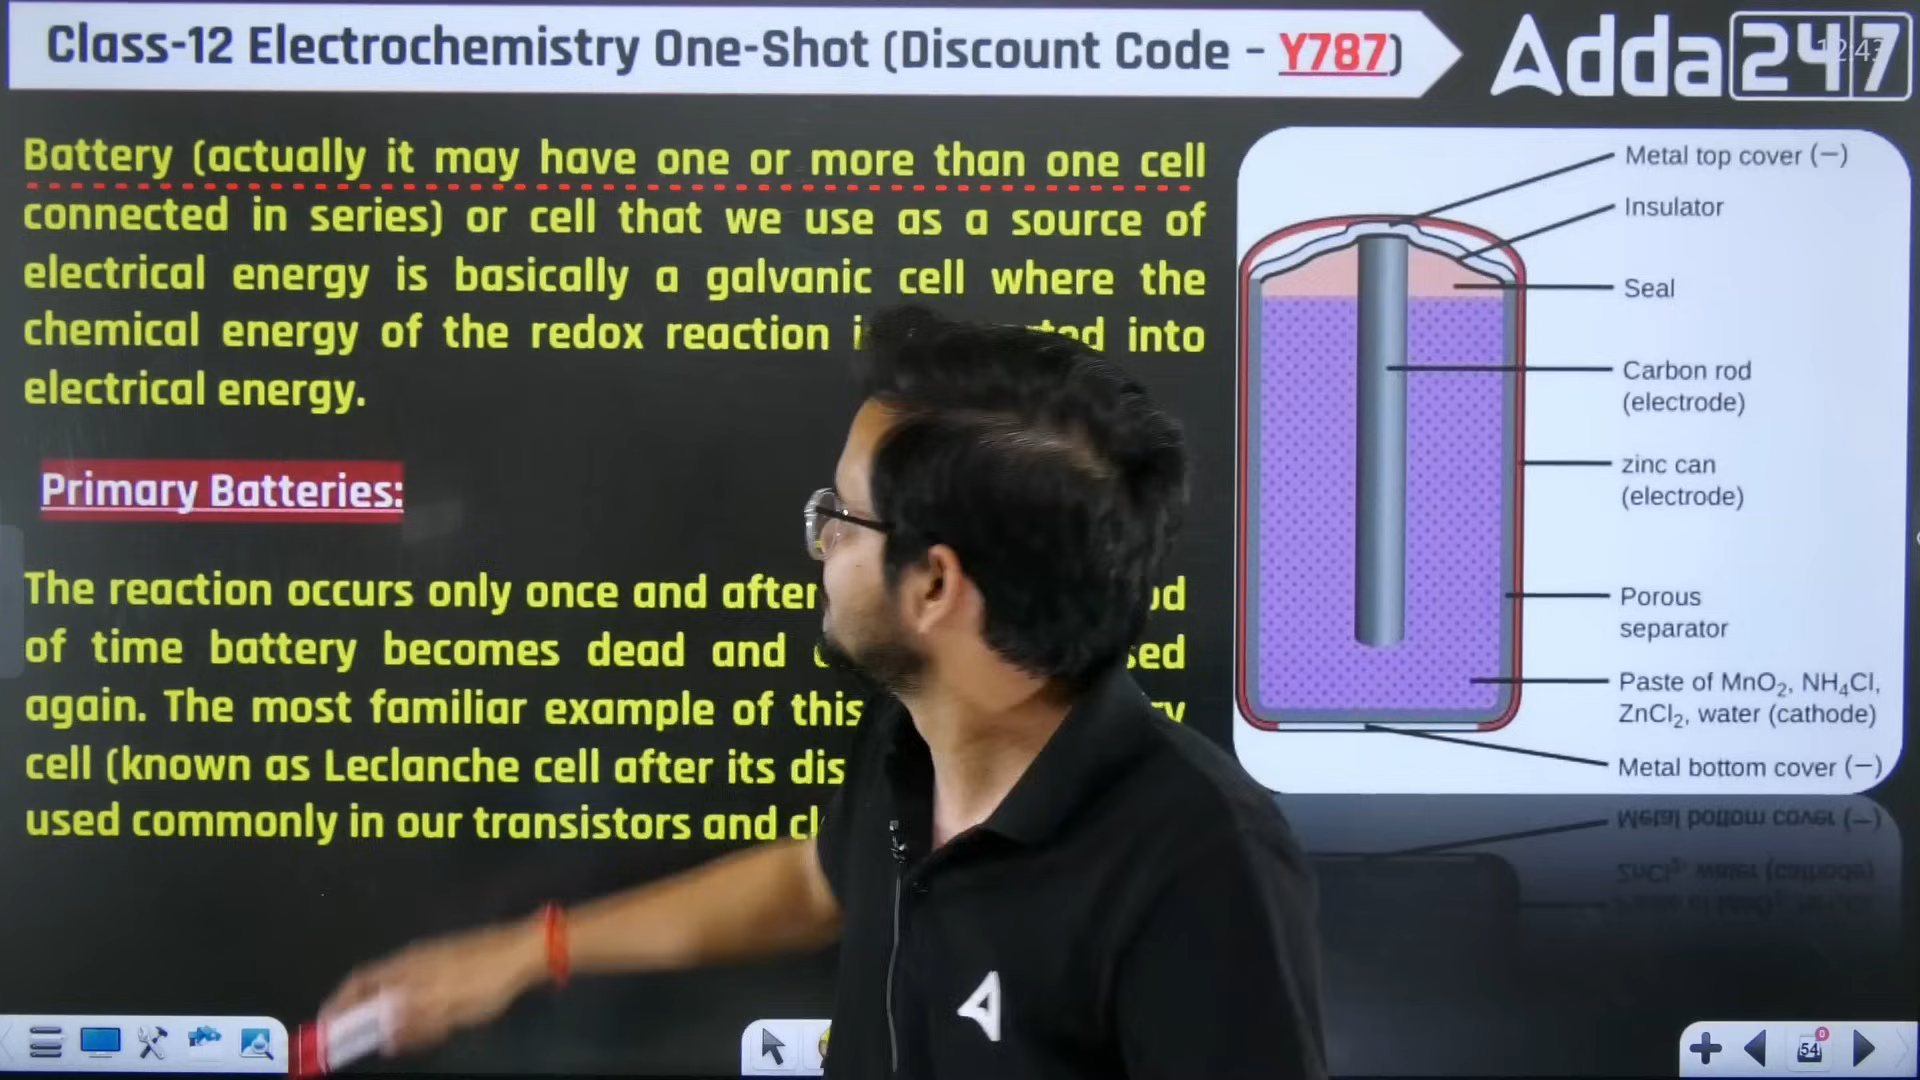 Class-12 Electrochemistry One-Shot (Discount Code - Y787)
Adda247
12:43
Battery (actually it may have one or more than one cell
connected in series) or cell that we use as a source of
electrical energy is basically a galvanic cell where the
chemical energy of the redox reaction into
electrical energy.
Primary Batteries:
The reaction occurs only once and after
of time battery becomes dead and
again. The most familiar example of this
cell (known as Leclanche cell after its
used commonly in our transistors and
Metal top cover (−)
Insulator
Seal
Carbon rod
(electrode)
zinc can
(electrode)
Porous
separator
Paste of MnO₂, NH₄Cl,
ZnCl₂, water (cathode)
Metal bottom cover (−)
54
0